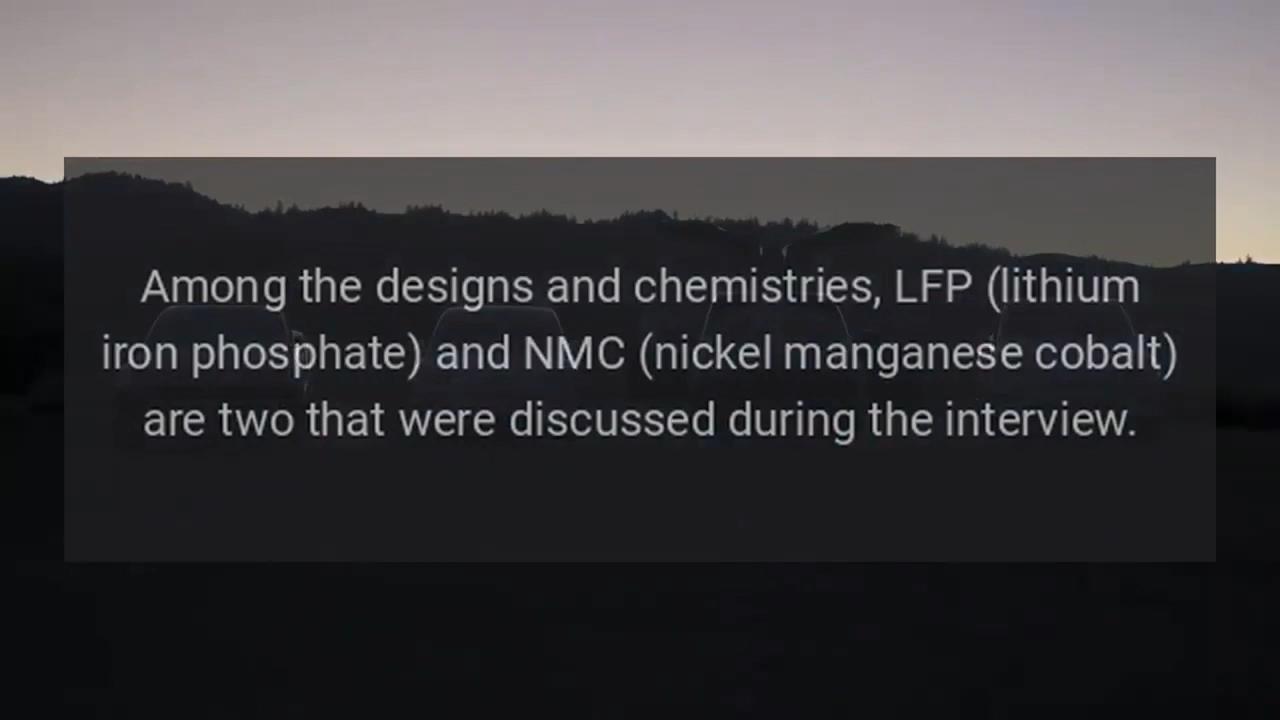 Among the designs and chemistries, LFP (lithium
iron phosphate) and NMC (nickel manganese cobalt)
are two that were discussed during the interview.